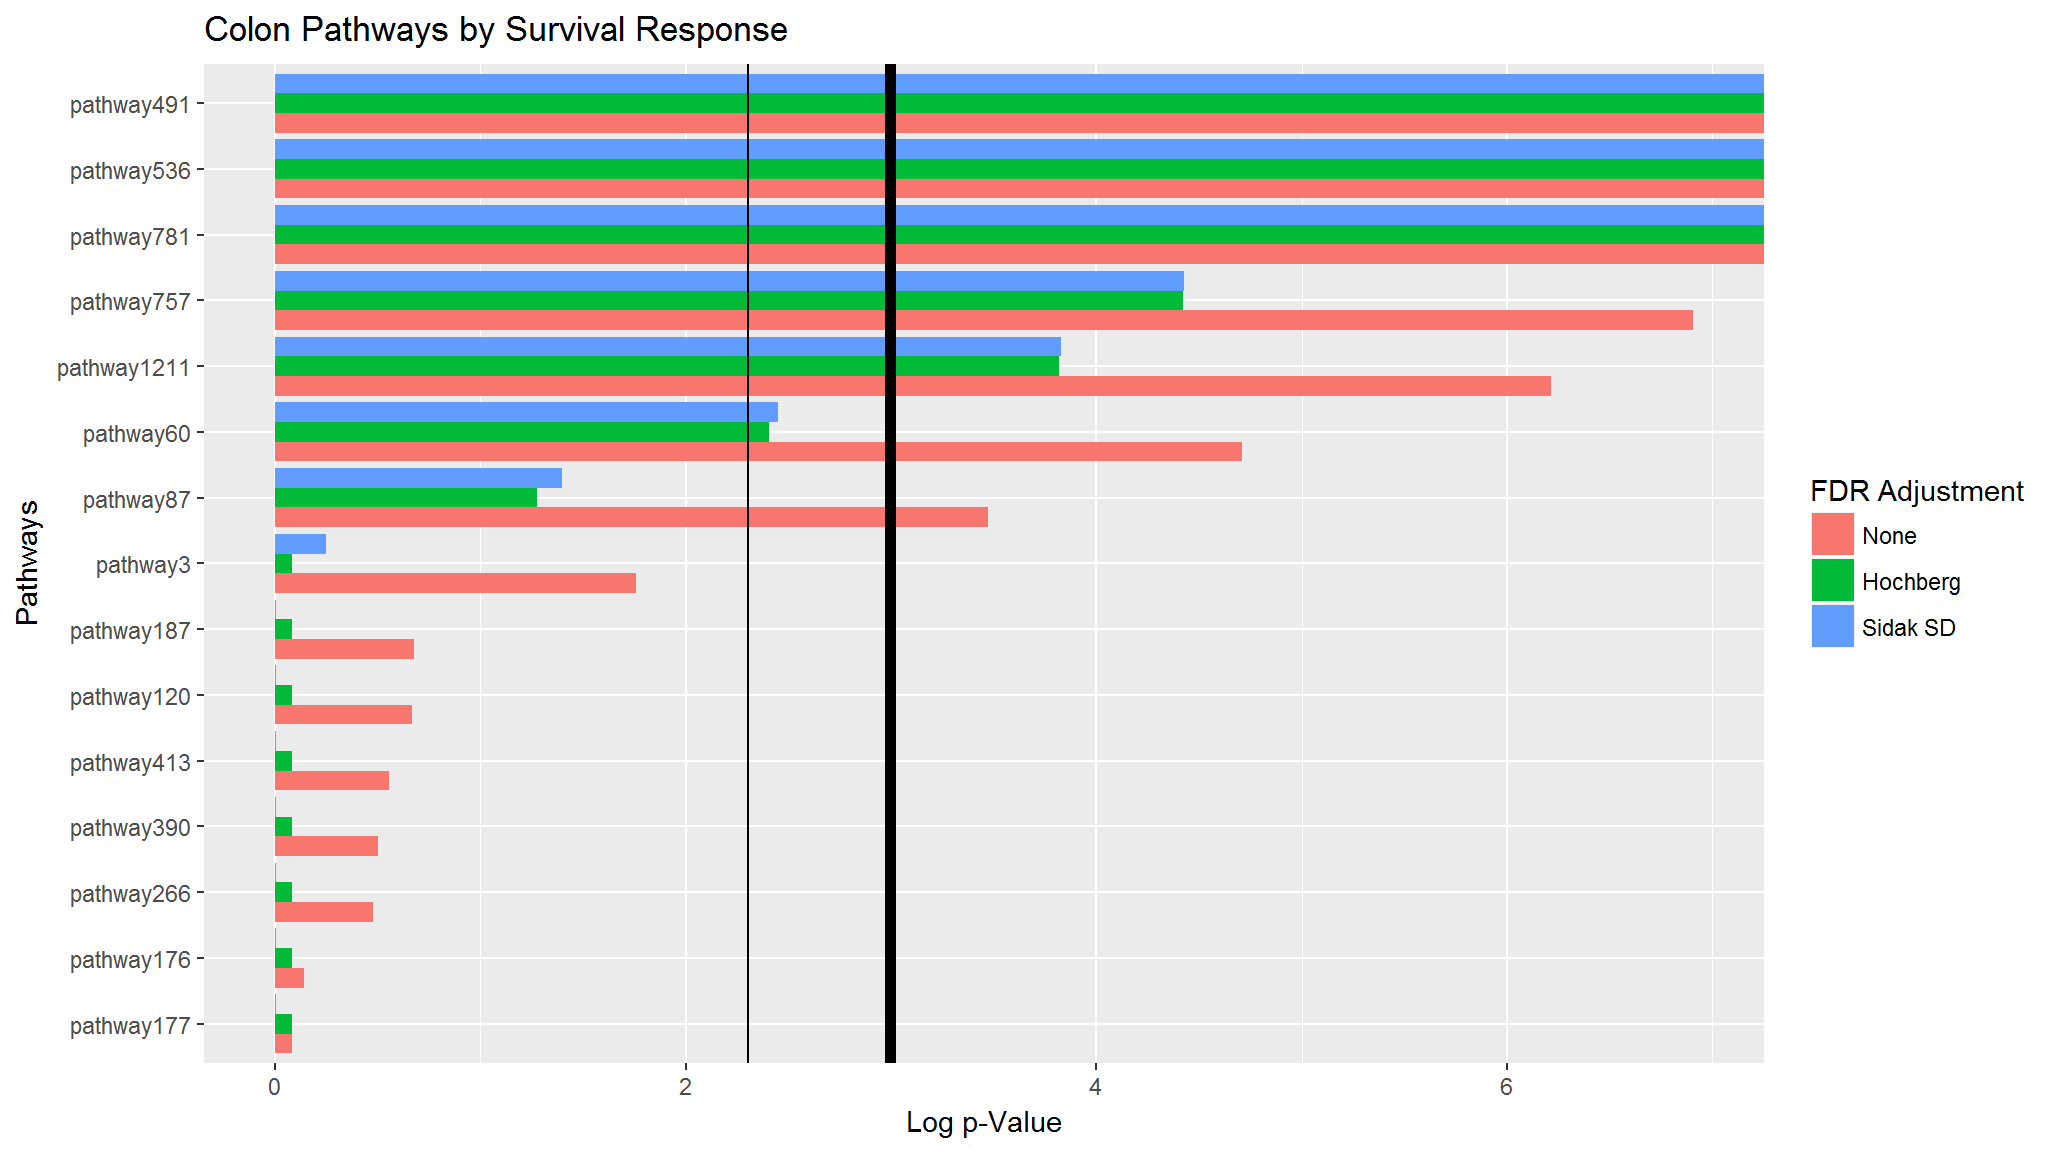 Colon Pathways by Survival Response
pathway491
pathway536
pathway781
pathway757
pathway1211
pathway60
pathway87
pathway3
pathway187
pathway120
pathway413
pathway390
pathway266
pathway176
pathway177
Pathways
0 2 4 6
Log p-Value
FDR Adjustment
None
Hochberg
Sidak SD